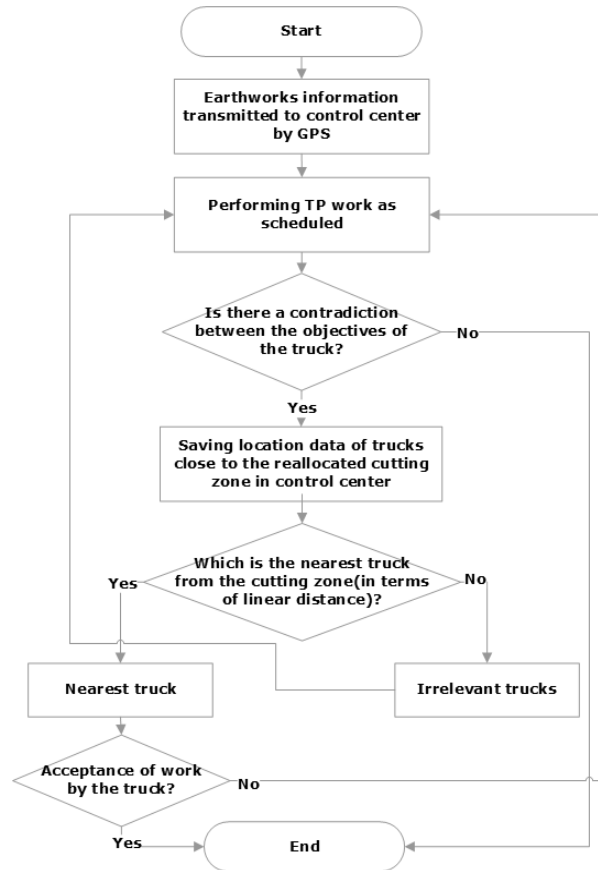 Start
Earthworks information
transmitted to control center
by GPS
Performing TP work as
scheduled
Is there a contradiction
between the objectives of
the truck?
No
Yes
Saving location data of trucks
close to the reallocated cutting
zone in control center
Which is the nearest truck
from the cutting zone(in terms
of linear distance)?
Yes
No
Nearest truck
Irrelevant trucks
Acceptance of work
by the truck?
No
Yes
End